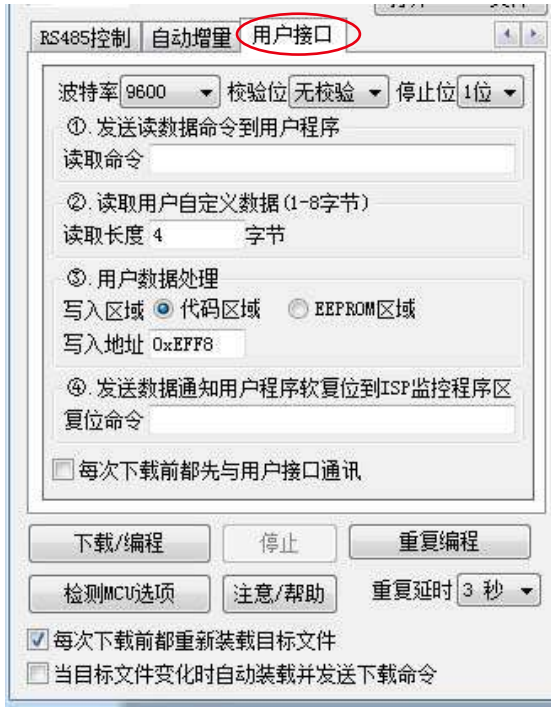 RS485控制 自动增量 用户接口
波特率 9600 校验位 无校验 停止位 1位
①.发送读数据命令到用户程序
读取命令
②.读取用户自定义数据(1-8字节)
读取长度 4 字节
③.用户数据处理
写入区域 代码区域 EEPROM区域
写入地址 0xEFF8
④.发送数据通知用户程序软复位到ISP监控程序区
复位命令
每次下载前都先与用户接口通讯
下载/编程 停止 重复编程
检测MCU选项 注意/帮助 重复延时 3 秒
每次下载前都重新装载目标文件
当目标文件变化时自动装载并发送下载命令